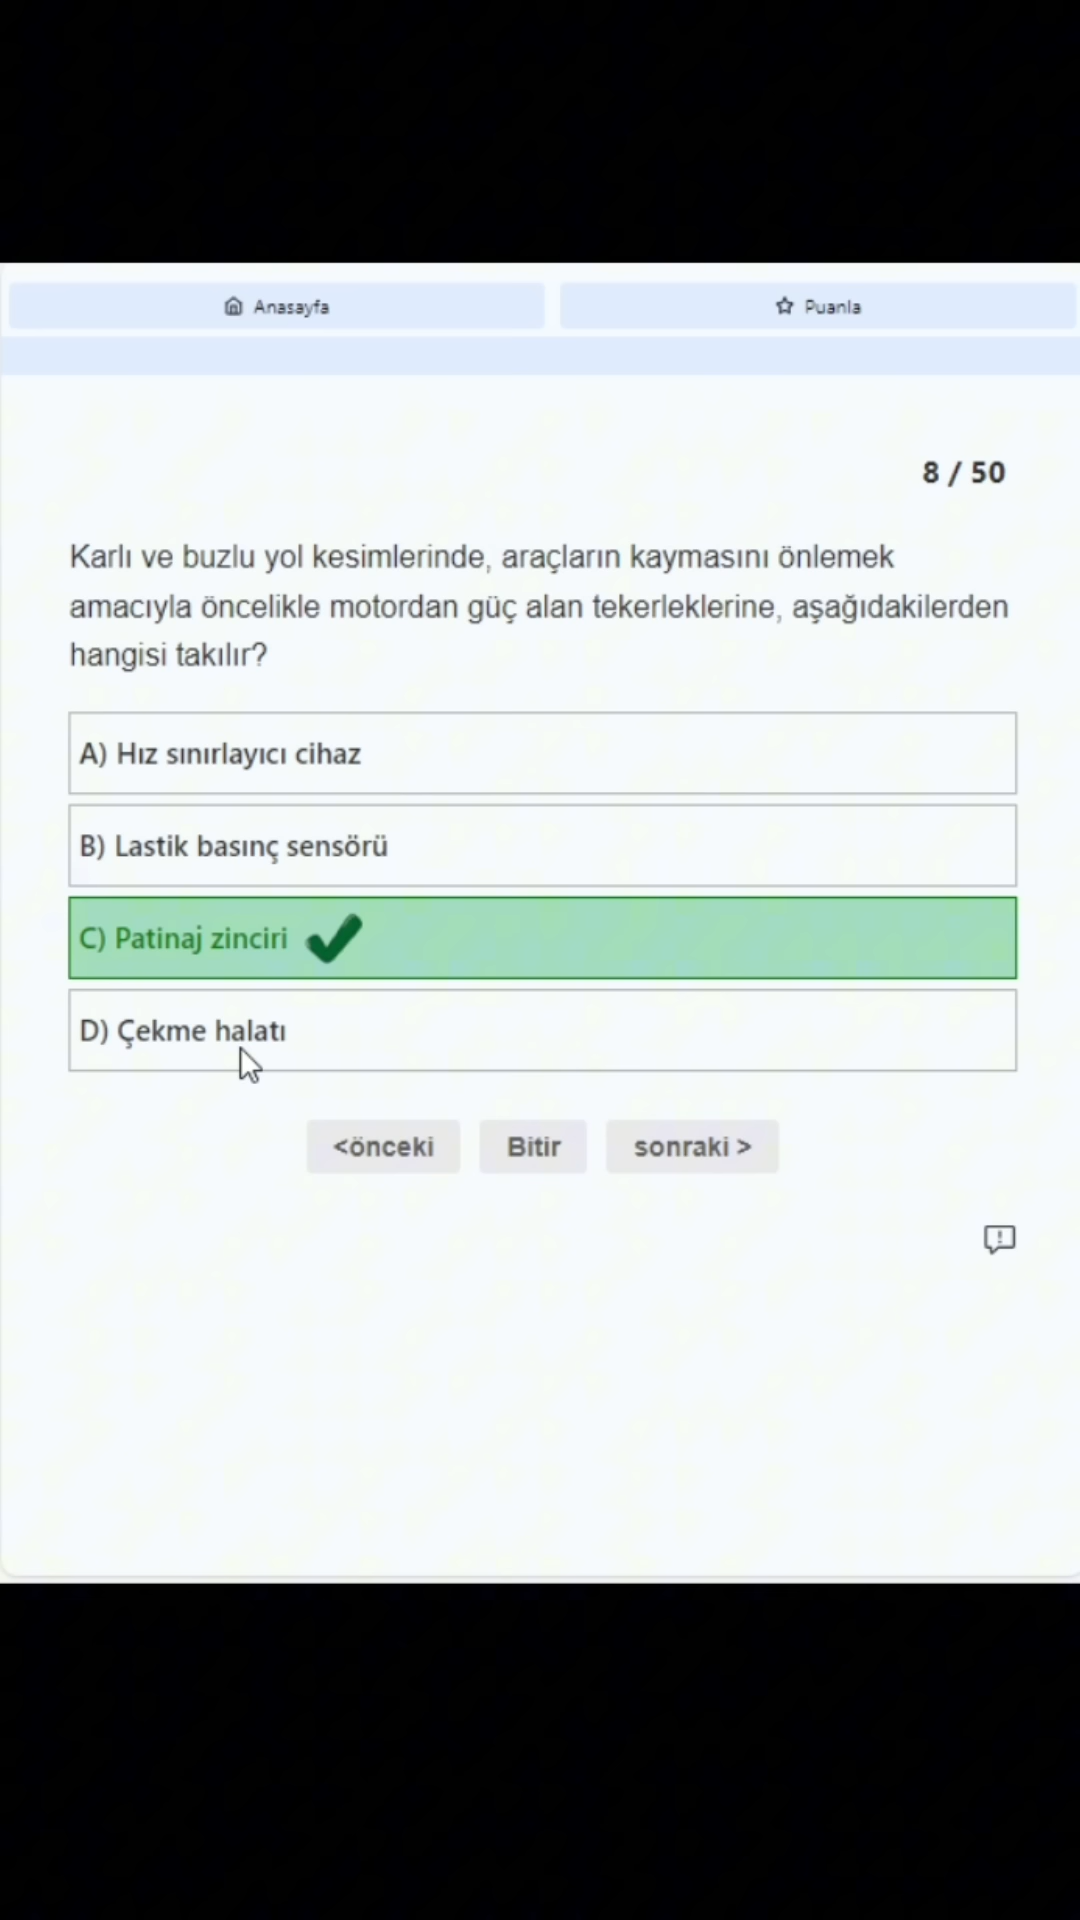 Anasayfa
Puanla
8 / 50
Karlı ve buzlu yol kesimlerinde, araçların kaymasını önlemek
amacıyla öncelikle motordan güç alan tekerleklerine, aşağıdakilerden
hangisi takılır?
A) Hız sınırlayıcı cihaz
B) Lastik basınç sensörü
C) Patinaj zinciri
D) Çekme halatı
<önceki
Bitir
sonraki >